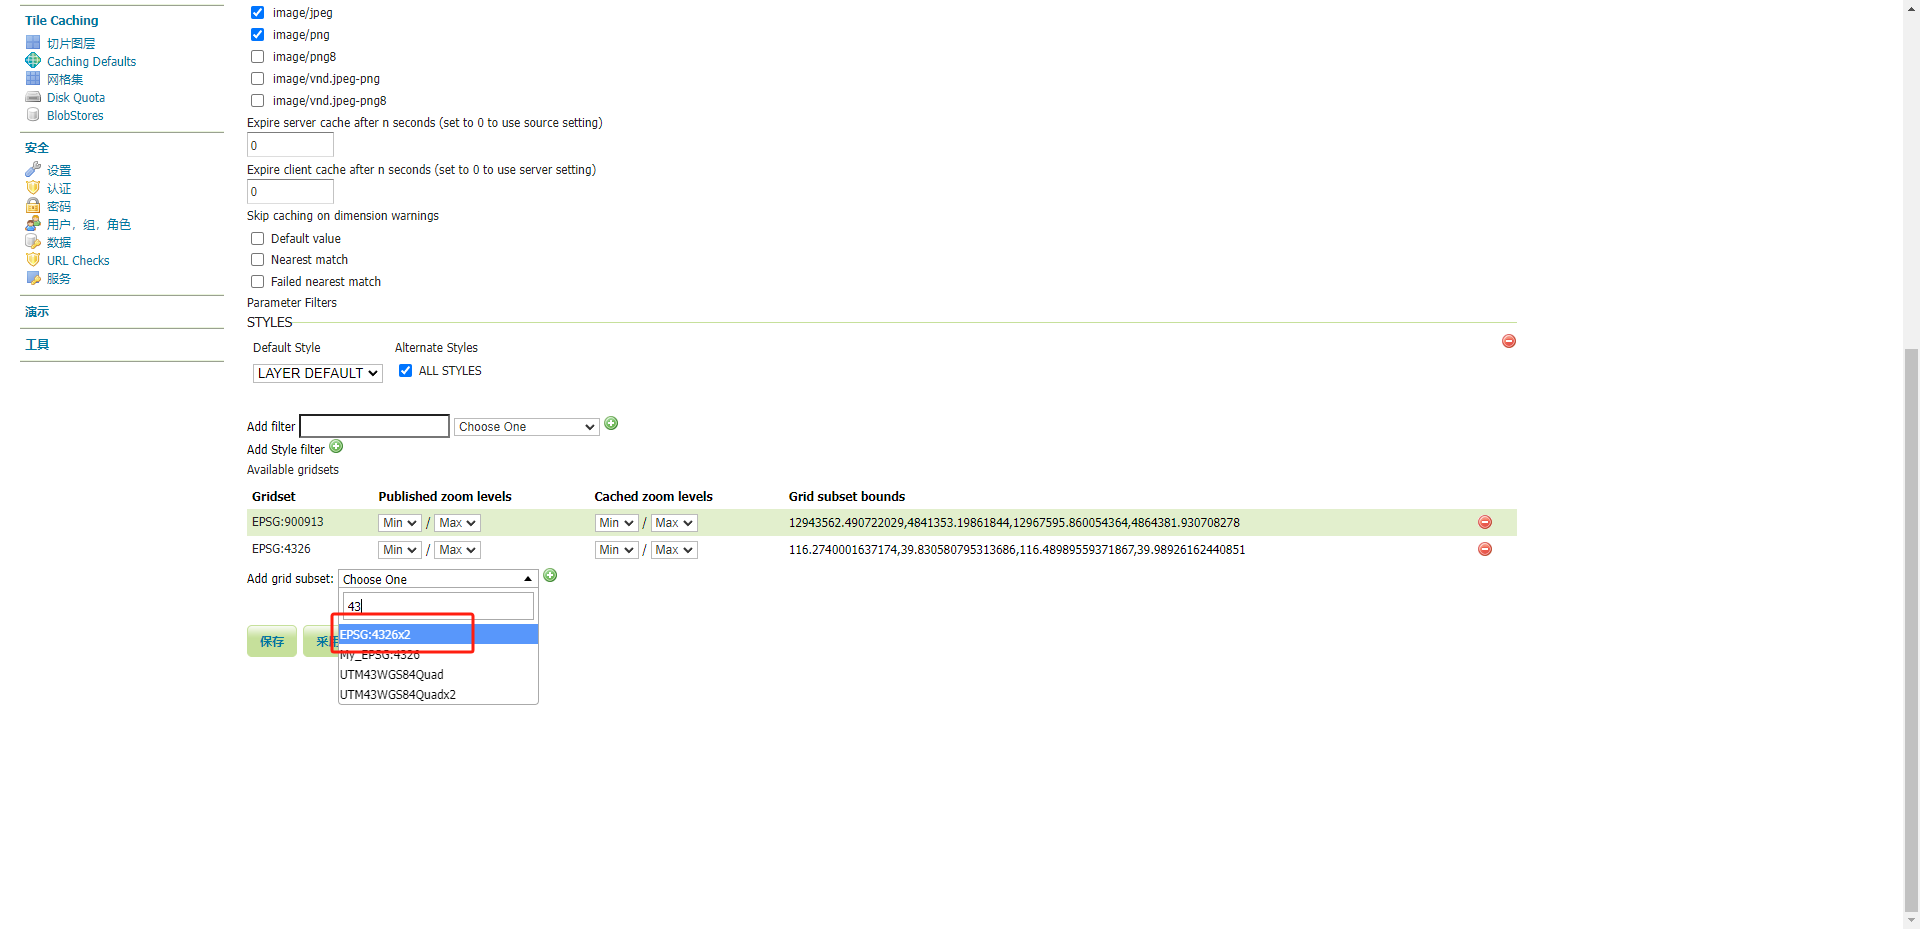 Tile Caching
切片图层
Caching Defaults
网格集
Disk Quota
BlobStores
安全
设置
认证
密码
用户，组，角色
数据
URL Checks
服务
演示
工具
image/jpeg
image/png
image/png8
image/vnd.jpeg-png
image/vnd.jpeg-png8
Expire server cache after n seconds (set to 0 to use source setting)
0
Expire client cache after n seconds (set to 0 to use server setting)
0
Skip caching on dimension warnings
Default value
Nearest match
Failed nearest match
Parameter Filters
STYLES
Default Style Alternate Styles
LAYER DEFAULT ALL STYLES
Add filter Choose One
Add Style filter
Available gridsets
Gridset Published zoom levels Cached zoom levels Grid subset bounds
EPSG:900913 Min / Max Min / Max 12943562.490722029,4841353.19861844,12967595.860054364,4864381.930708278
EPSG:4326 Min / Max Min / Max 116.2740001637174,39.830580795313686,116.48989559371867,39.98926162440851
Add grid subset: Choose One
43
EPSG:4326x2
My_EPSG:4326
UTM43WGS84Quad
UTM43WGS84Quadx2
保存 采